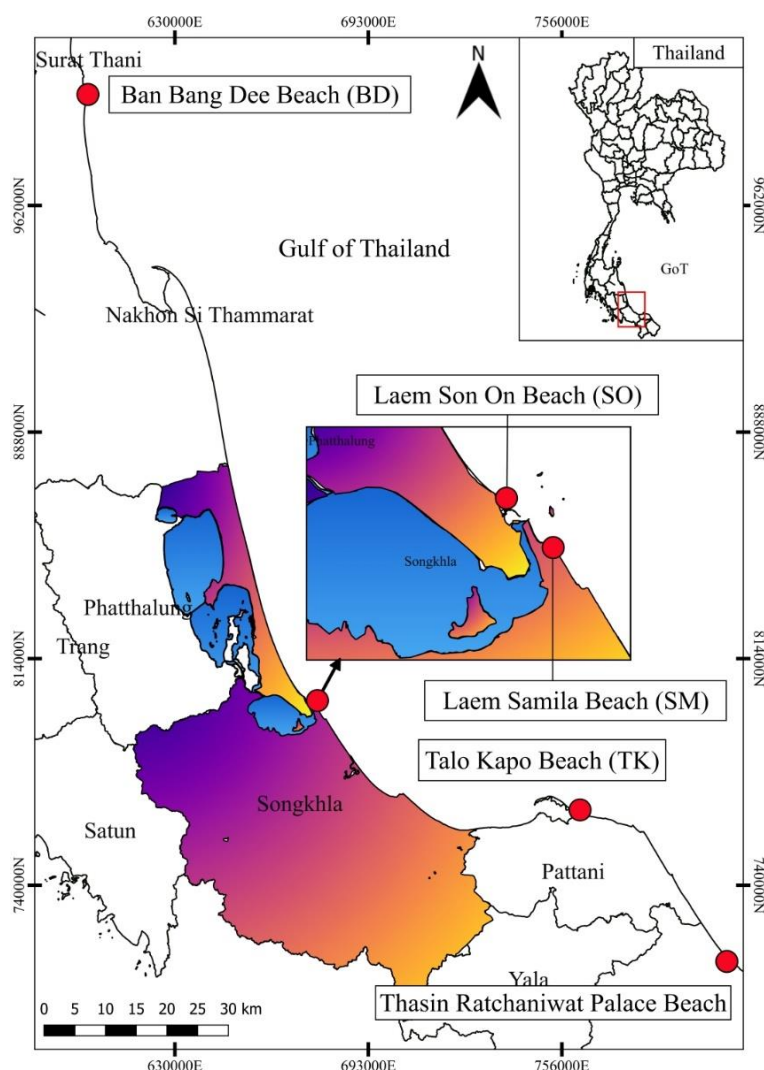 630000E
693000E
756000E
Surat Thani
Ban Bang Dee Beach (BD)
N
Thailand
GoT
962000N
962000N
Gulf of Thailand
Nakhon Si Thammarat
Laem Son On Beach (SO)
888000N
888000N
Phatthalung
Songkhla
Phatthalung
Trang
814000N
814000N
Laem Samila Beach (SM)
Talo Kapo Beach (TK)
Songkhla
Satun
Pattani
740000N
740000N
Yala
Thasin Ratchaniwat Palace Beach
0 5 10 15 20 25 30 km
630000E
693000E
756000E